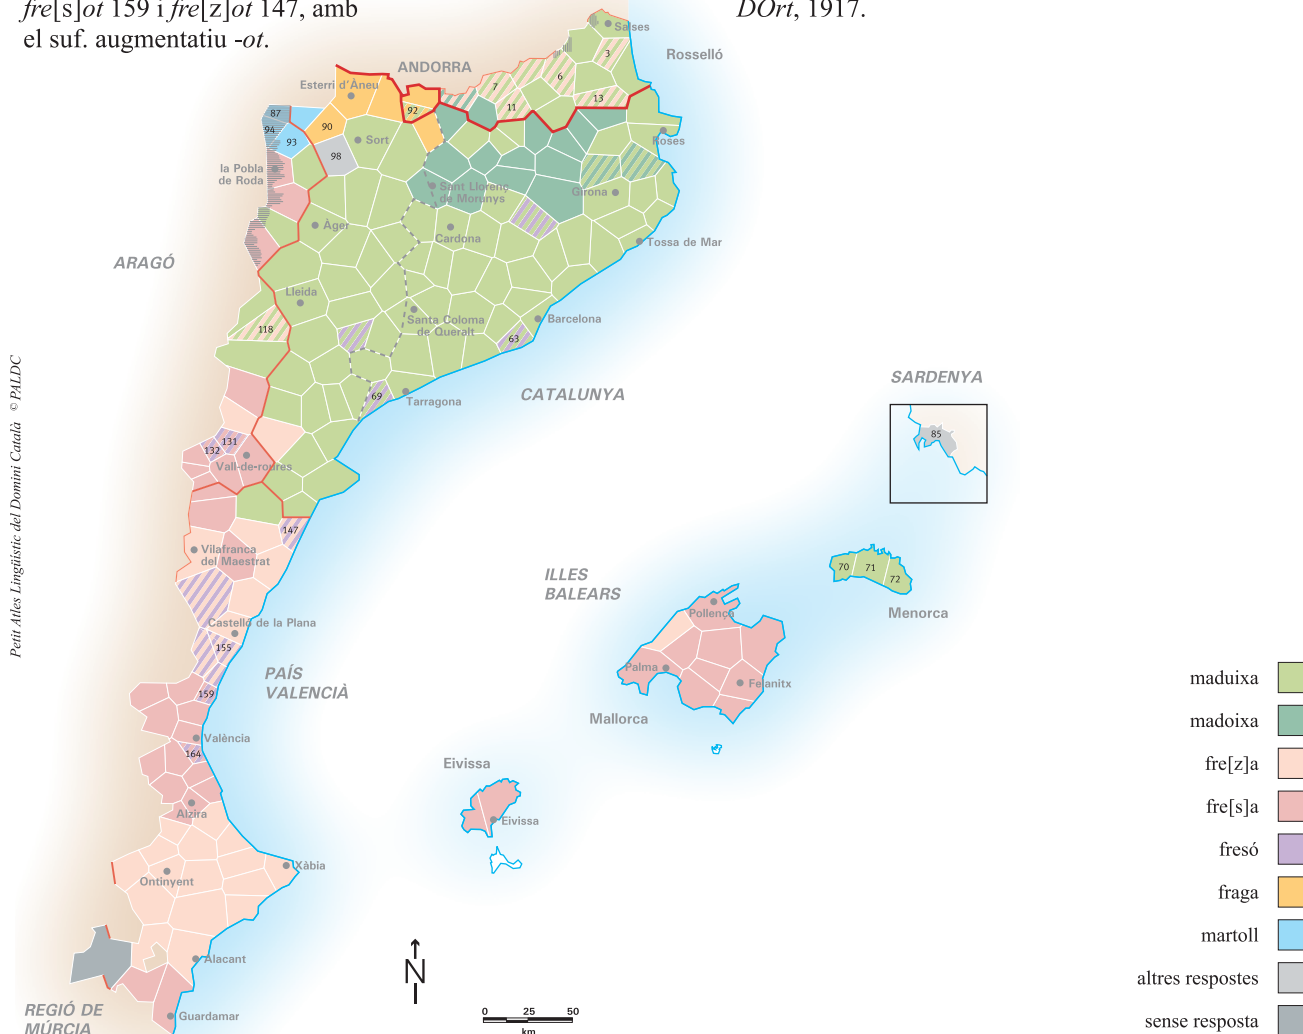 fre[s]ot 159 i fre[z]ot 147, amb
el suf. augmentatiu -ot.
DOrt, 1917.
Salses
3
Rosselló
ANDORRA
6
7
Esterri d'Àneu
13
11
92
87
90
94
93
Sort
Roses
98
la Pobla
de Roda
Sant Llorenç
de Morunys
Girona
Àger
Cardona
Tossa de Mar
ARAGÓ
Lleida
118
Santa Coloma
de Queralt
Barcelona
63
69
Tarragona
CATALUNYA
SARDENYA
85
131
132
Vall-de-roures
147
Vilafranca
del Maestrat
ILLES
BALEARS
70
71
72
Menorca
Pollença
Castelló de la Plana
155
Palma
Felanitx
PAÍS
VALENCIÀ
159
Mallorca
València
164
Eivissa
Alzira
Eivissa
Xàbia
Ontinyent
Alacant
N
REGIÓ DE
MÚRCIA
Guardamar
0 25 50
km
Petit Atles Lingüístic del Domini Català © PALDC
maduixa
madoixa
fre[z]a
fre[s]a
fresó
fraga
martoll
altres respostes
sense resposta